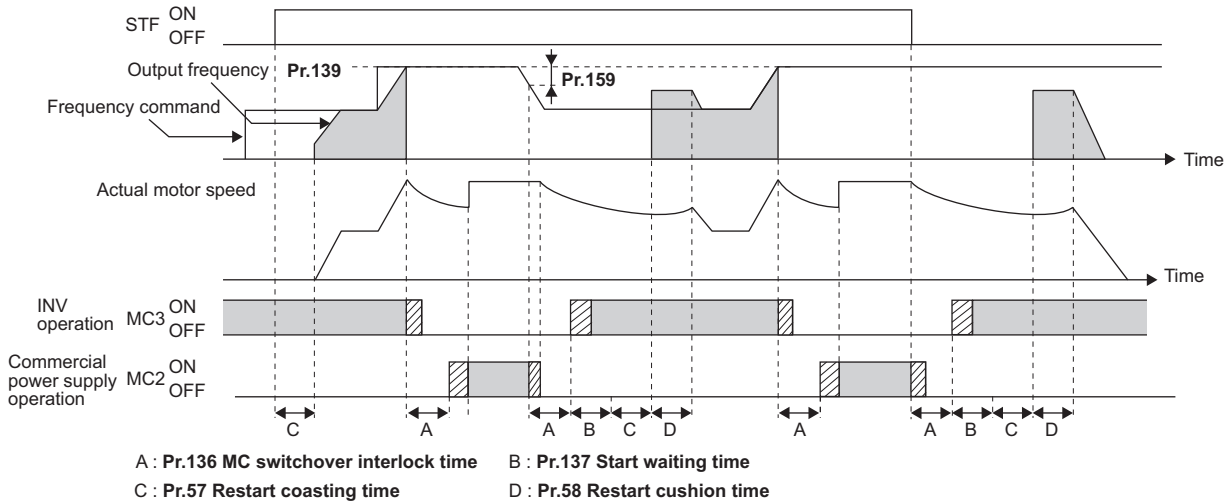 STF ON
OFF
Output frequency
Pr.139
Pr.159
Frequency command
Time
Actual motor speed
Time
INV
operation
MC3 ON
OFF
Commercial
power supply
operation
MC2 ON
OFF
C A A B C D A A B C D
A : Pr.136 MC switchover interlock time B : Pr.137 Start waiting time
C : Pr.57 Restart coasting time D : Pr.58 Restart cushion time